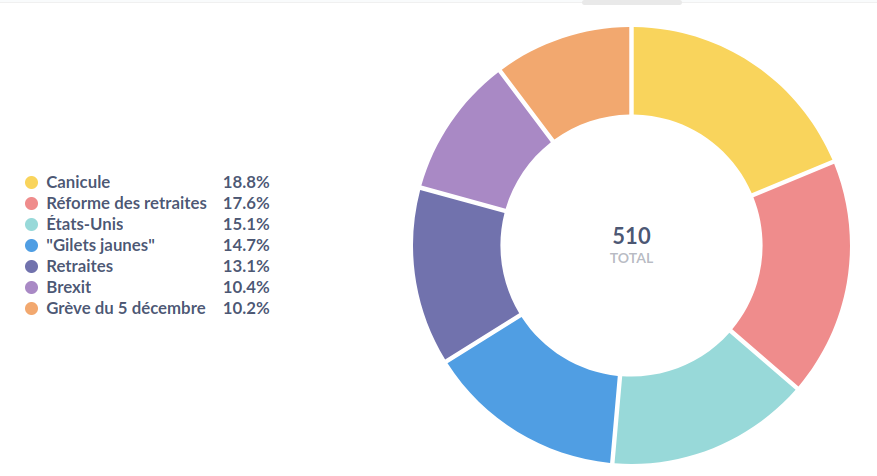 Canicule 18.8%
Réforme des retraites 17.6%
États-Unis 15.1%
"Gilets jaunes" 14.7%
Retraites 13.1%
Brexit 10.4%
Grève du 5 décembre 10.2%
510
TOTAL